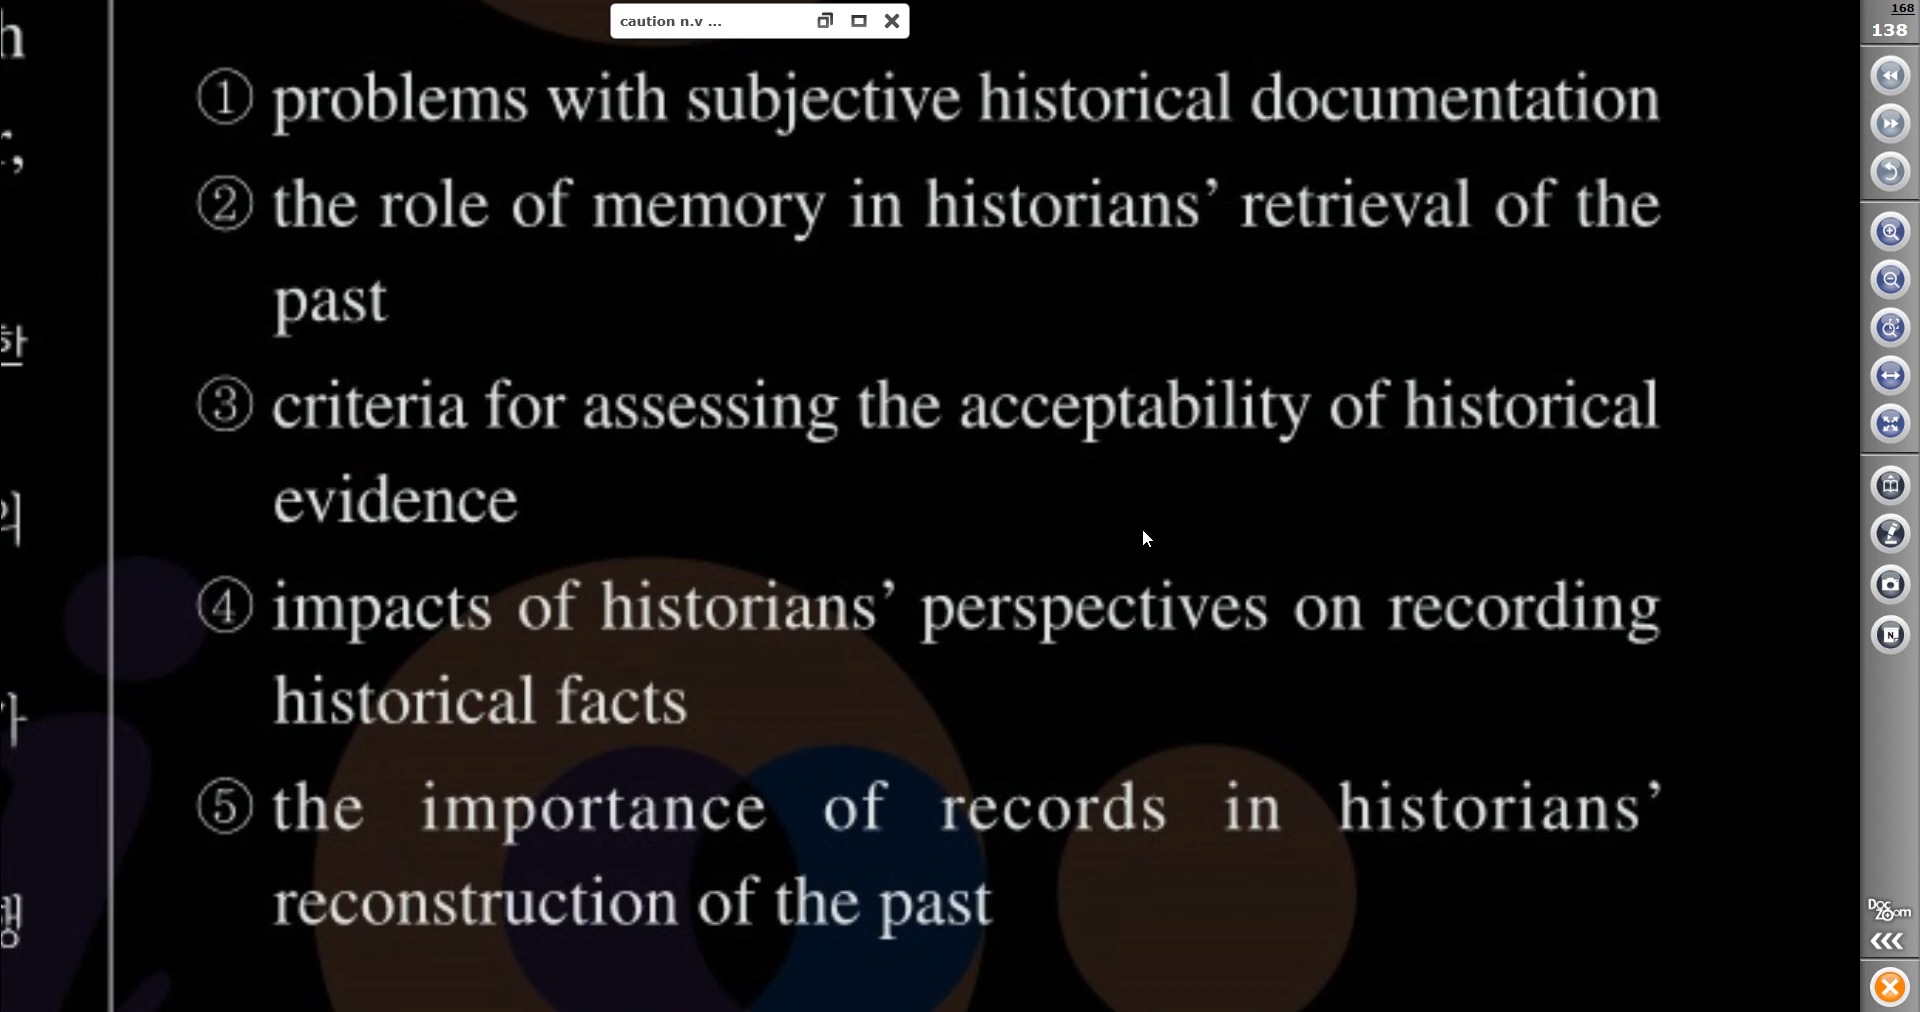 caution n.v ...
168
138
① problems with subjective historical documentation
② the role of memory in historians’ retrieval of the
past
③ criteria for assessing the acceptability of historical
evidence
④ impacts of historians’ perspectives on recording
historical facts
⑤ the importance of records in historians’
reconstruction of the past
Doc
Zoom